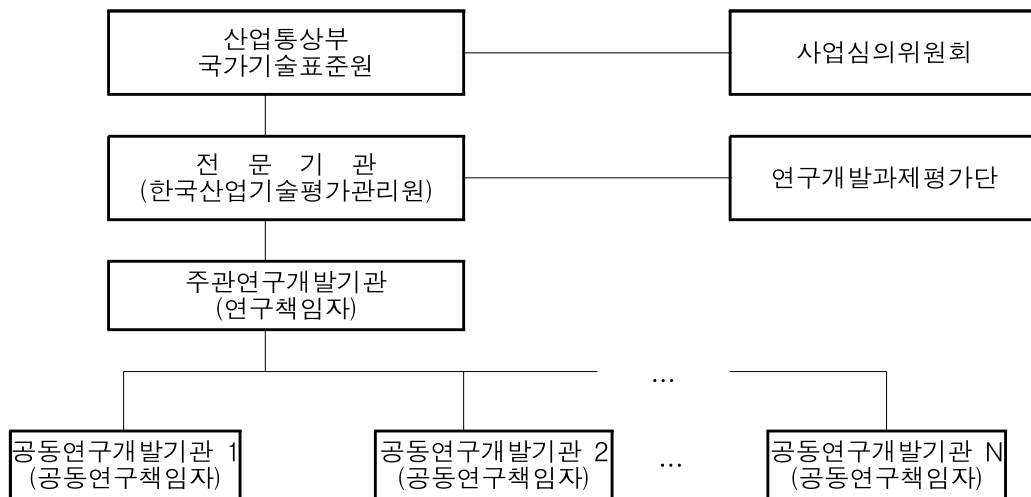 산업통상부
국가기술표준원
사업심의위원회
전 문 기 관
(한국산업기술평가관리원)
연구개발과제평가단
주관연구개발기관
(연구책임자)
...
공동연구개발기관 1
(공동연구책임자)
공동연구개발기관 2
(공동연구책임자)
...
공동연구개발기관 N
(공동연구책임자)